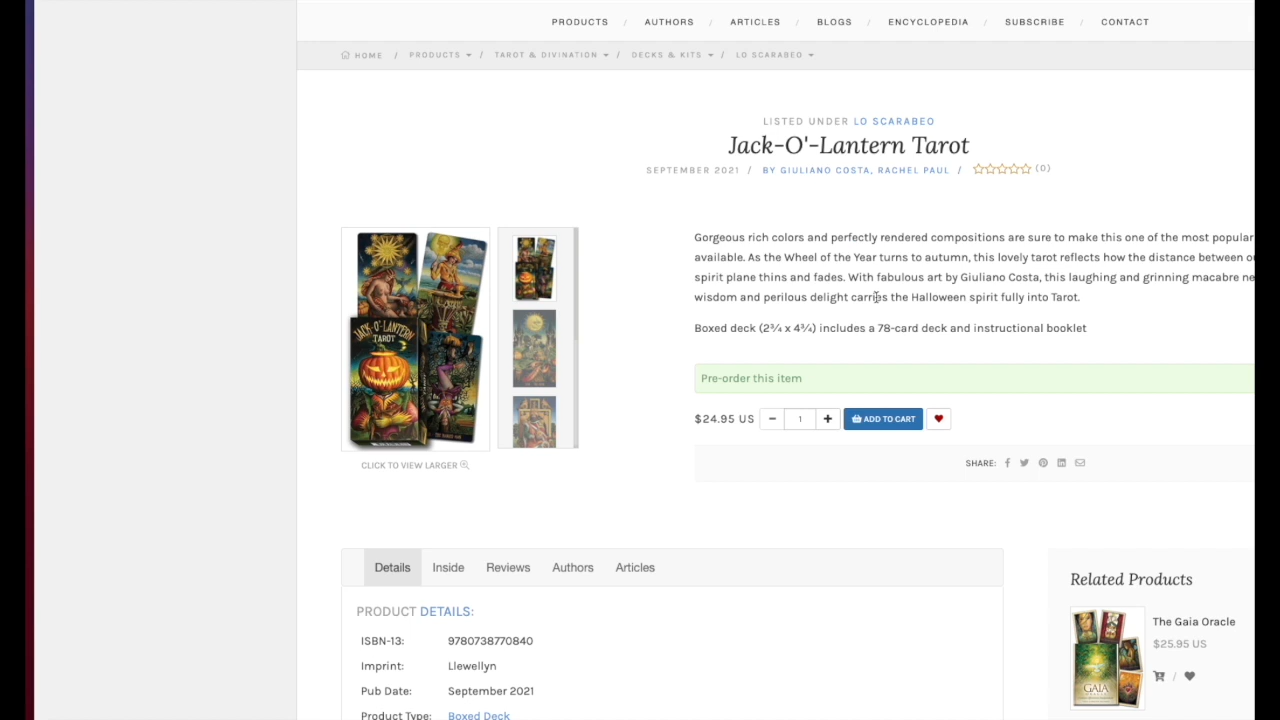 PRODUCTS / AUTHORS / ARTICLES / BLOGS / ENCYCLOPEDIA / SUBSCRIBE / CONTACT
HOME / PRODUCTS / TAROT & DIVINATION / DECKS & KITS / LO SCARABEO
LISTED UNDER LO SCARABEO
Jack-O'-Lantern Tarot
SEPTEMBER 2021 / BY GIULIANO COSTA, RACHEL PAUL / (0)
Gorgeous rich colors and perfectly rendered compositions are sure to make this one of the most popular
available. As the Wheel of the Year turns to autumn, this lovely tarot reflects how the distance between
spirit plane thins and fades. With fabulous art by Giuliano Costa, this laughing and grinning macabre
wisdom and perilous delight carries the Halloween spirit fully into Tarot.
Boxed deck (2¾ x 4¾) includes a 78-card deck and instructional booklet
JACK-O'-LANTERN
TAROT
Pre-order this item
$24.95 US - 1 + ADD TO CART
CLICK TO VIEW LARGER
SHARE:
Details Inside Reviews Authors Articles
PRODUCT DETAILS:
ISBN-13: 9780738770840
Imprint: Llewellyn
Pub Date: September 2021
Product Type: Boxed Deck
Related Products
The Gaia Oracle
$25.95 US
/
GAIA